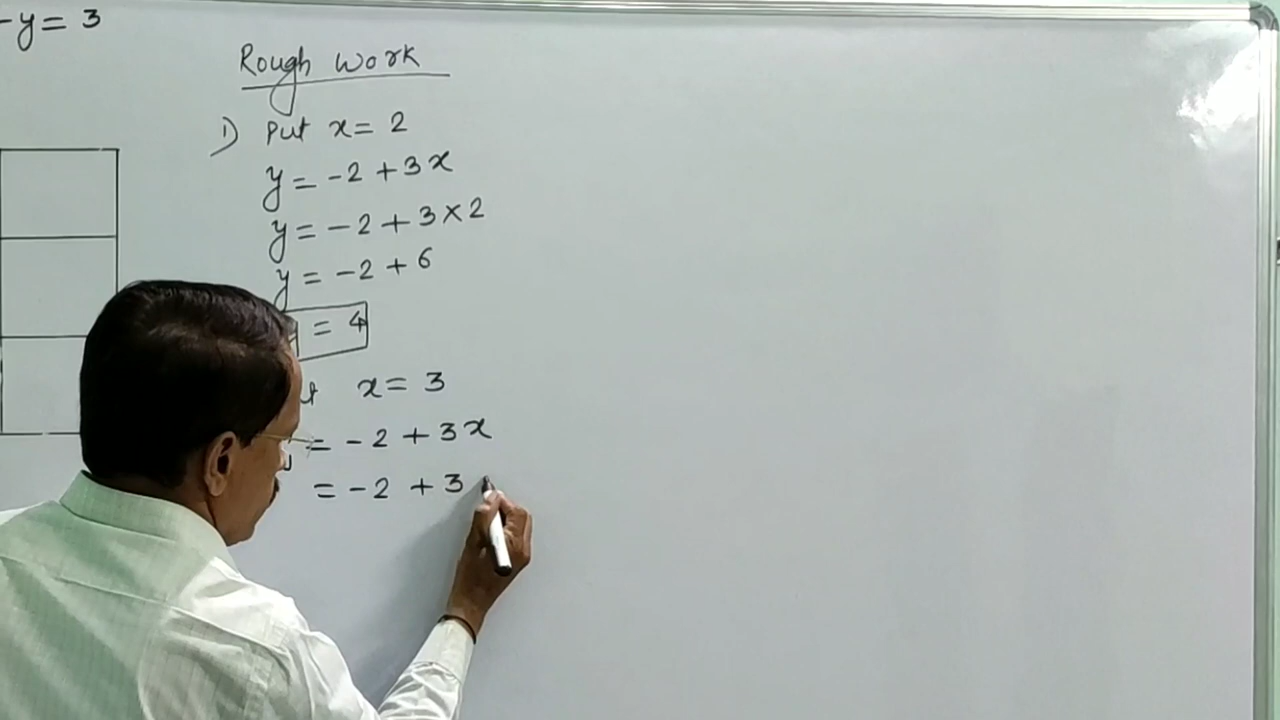 -y = 3
Rough work
1) Put x = 2
y = -2 + 3x
y = -2 + 3 × 2
y = -2 + 6
= 4
x = 3
= -2 + 3x
= -2 + 3